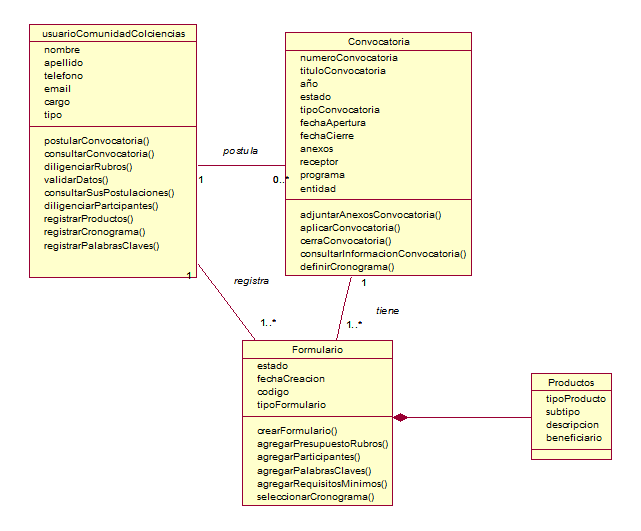 usuarioComunidadColciencias
nombre
apellido
telefono
email
cargo
tipo
postularConvocatoria()
consultarConvocatoria()
diligenciarRubros()
validarDatos()
consultarSusPostulaciones()
diligenciarPartcipantes()
registrarProductos()
registrarCronograma()
registrarPalabrasClaves()
postula
1
0..*
Convocatoria
numeroConvocatoria
tituloConvocatoria
año
estado
tipoConvocatoria
fechaApertura
fechaCierre
anexos
receptor
programa
entidad
adjuntarAnexosConvocatoria()
aplicarConvocatoria()
cerraConvocatoria()
consultarInformacionConvocatoria()
definirCronograma()
1
registra
1..*
1
tiene
1..*
Formulario
estado
fechaCreacion
codigo
tipoFormulario
crearFormulario()
agregarPresupuestoRubros()
agregarParticipantes()
agregarPalabrasClaves()
agregarRequisitosMinimos()
seleccionarCronograma()
Productos
tipoProducto
subtipo
descripcion
beneficiario